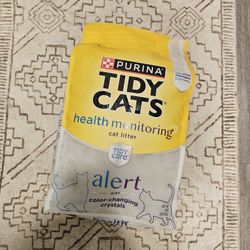 PURINA
TIDY
CATS
health monitoring
cat litter
TIDY
care
alert
with
color-changing
crystals